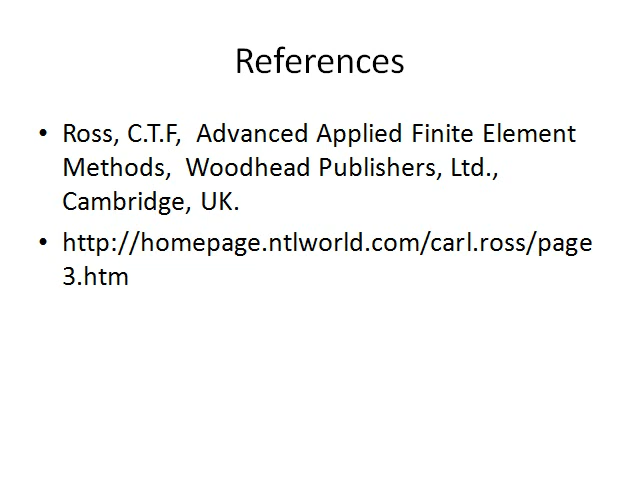 References
• Ross, C.T.F,  Advanced Applied Finite Element
Methods,  Woodhead Publishers, Ltd.,
Cambridge, UK.
• http://homepage.ntlworld.com/carl.ross/page
3.htm